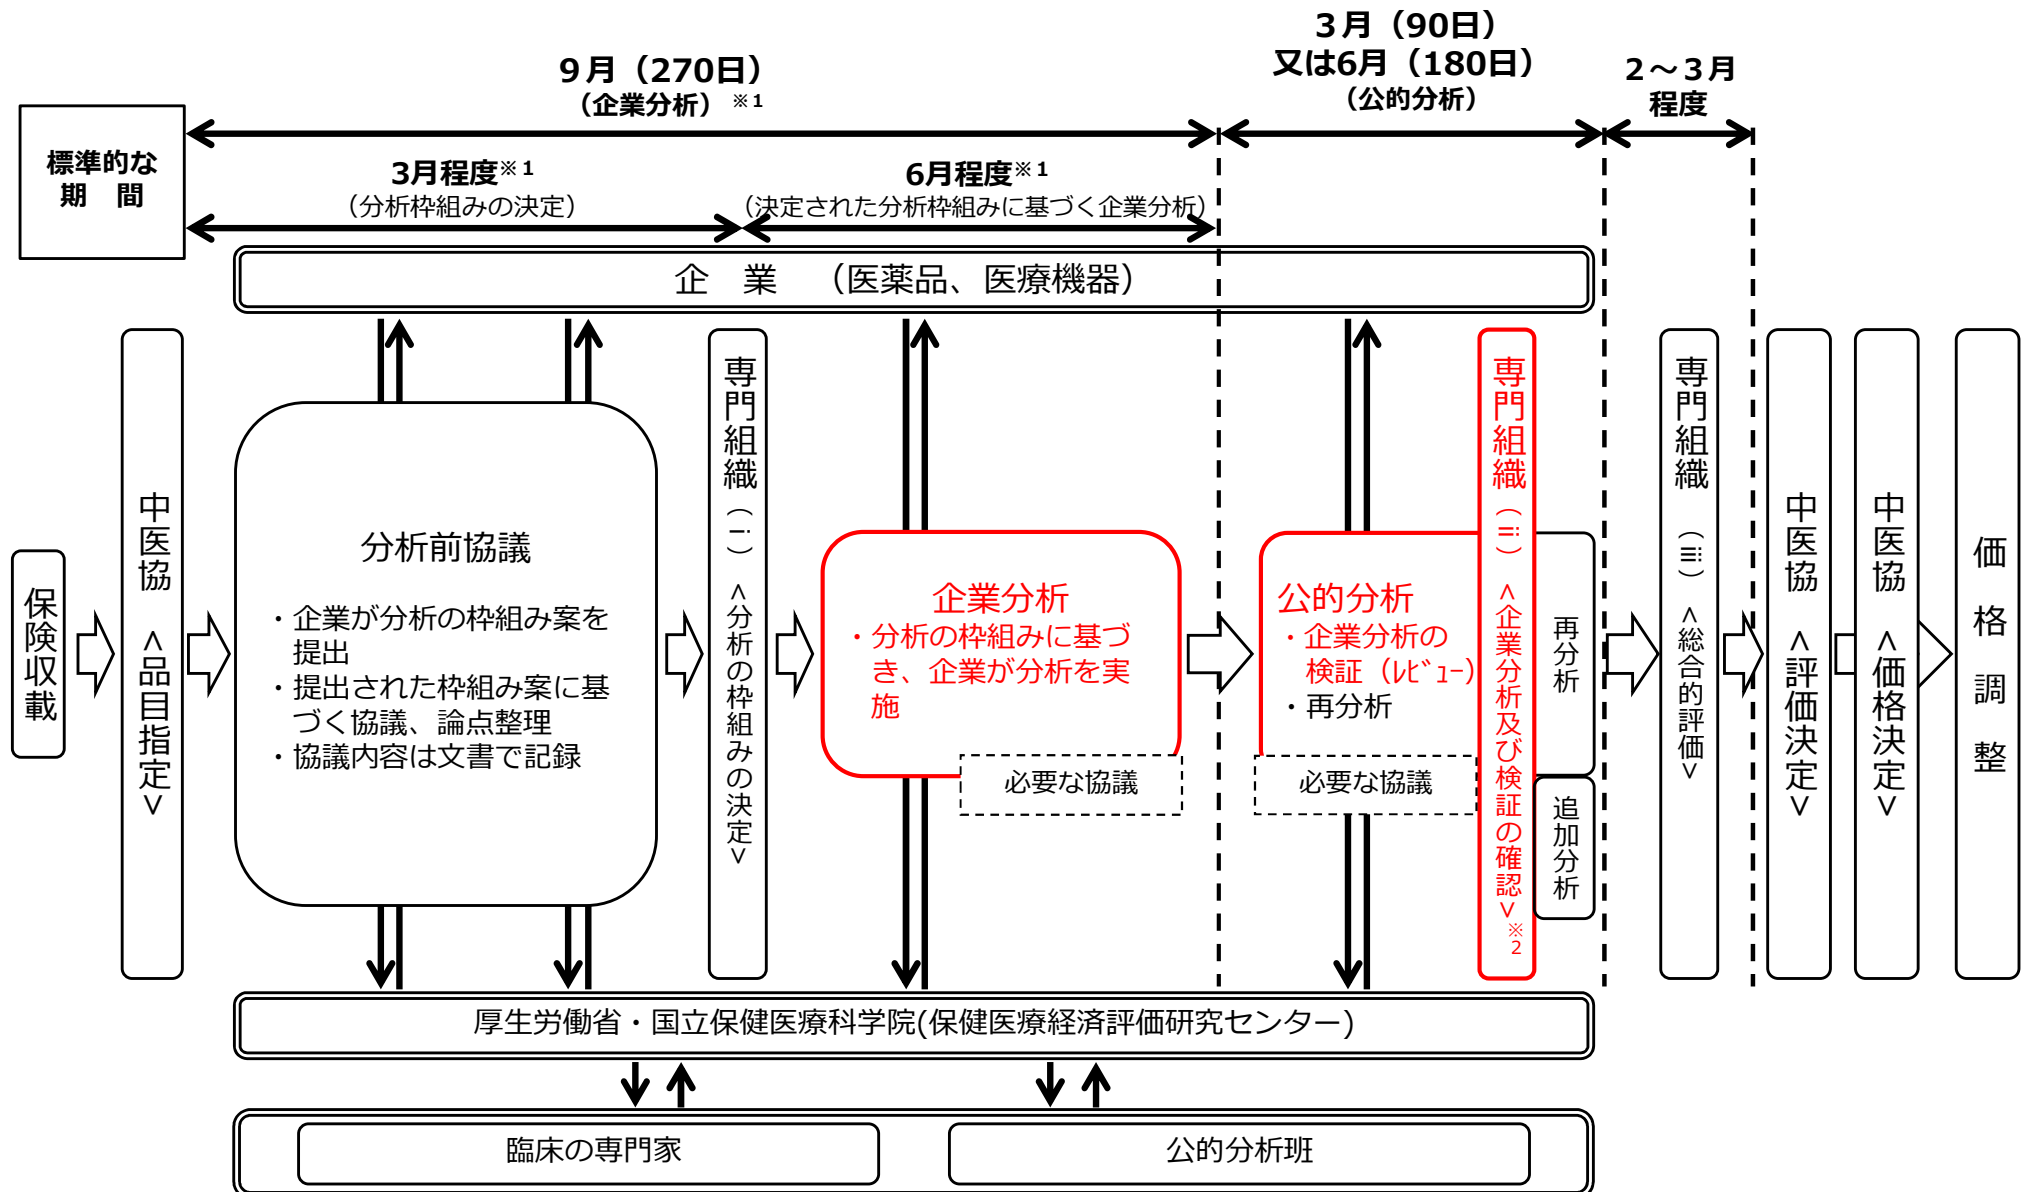 ９月（270日）
（企業分析）※１
３月（90日）
又は6月（180日）
（公的分析）
２～３月
程度
標準的な
期　間
3月程度※１
（分析枠組みの決定）
6月程度※１
（決定された分析枠組みに基づく企業分析）
企　業　（医薬品、医療機器）
保険収載
中医協　<品目指定>
分析前協議
・企業が分析の枠組み案を
提出
・提出された枠組み案に基
づく協議、論点整理
・協議内容は文書で記録
専門組織（ⅰ）<分析の枠組みの決定>
企業分析
・分析の枠組みに基づ
き、企業が分析を実
施
必要な協議
公的分析
・企業分析の
検証（ﾚﾋﾞｭｰ）
・再分析
必要な協議
専門組織（ⅱ）<企業分析及び検証の確認>※2
再分析
追加分析
専門組織（ⅲ）<総合的評価>
中医協　<評価決定>
中医協　<価格決定>
価　格　調　整
厚生労働省・国立保健医療科学院(保健医療経済評価研究センター)
臨床の専門家
公的分析班